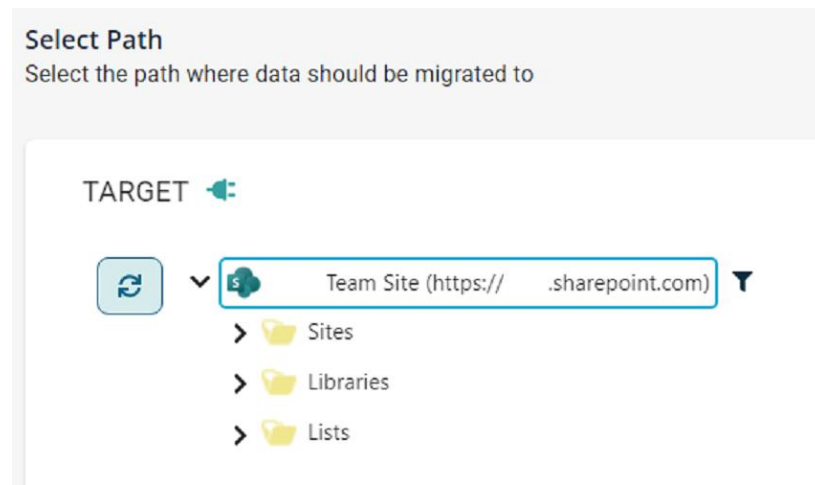 Select Path
Select the path where data should be migrated to
TARGET
S
Team Site (https:// .sharepoint.com)
Sites
Libraries
Lists